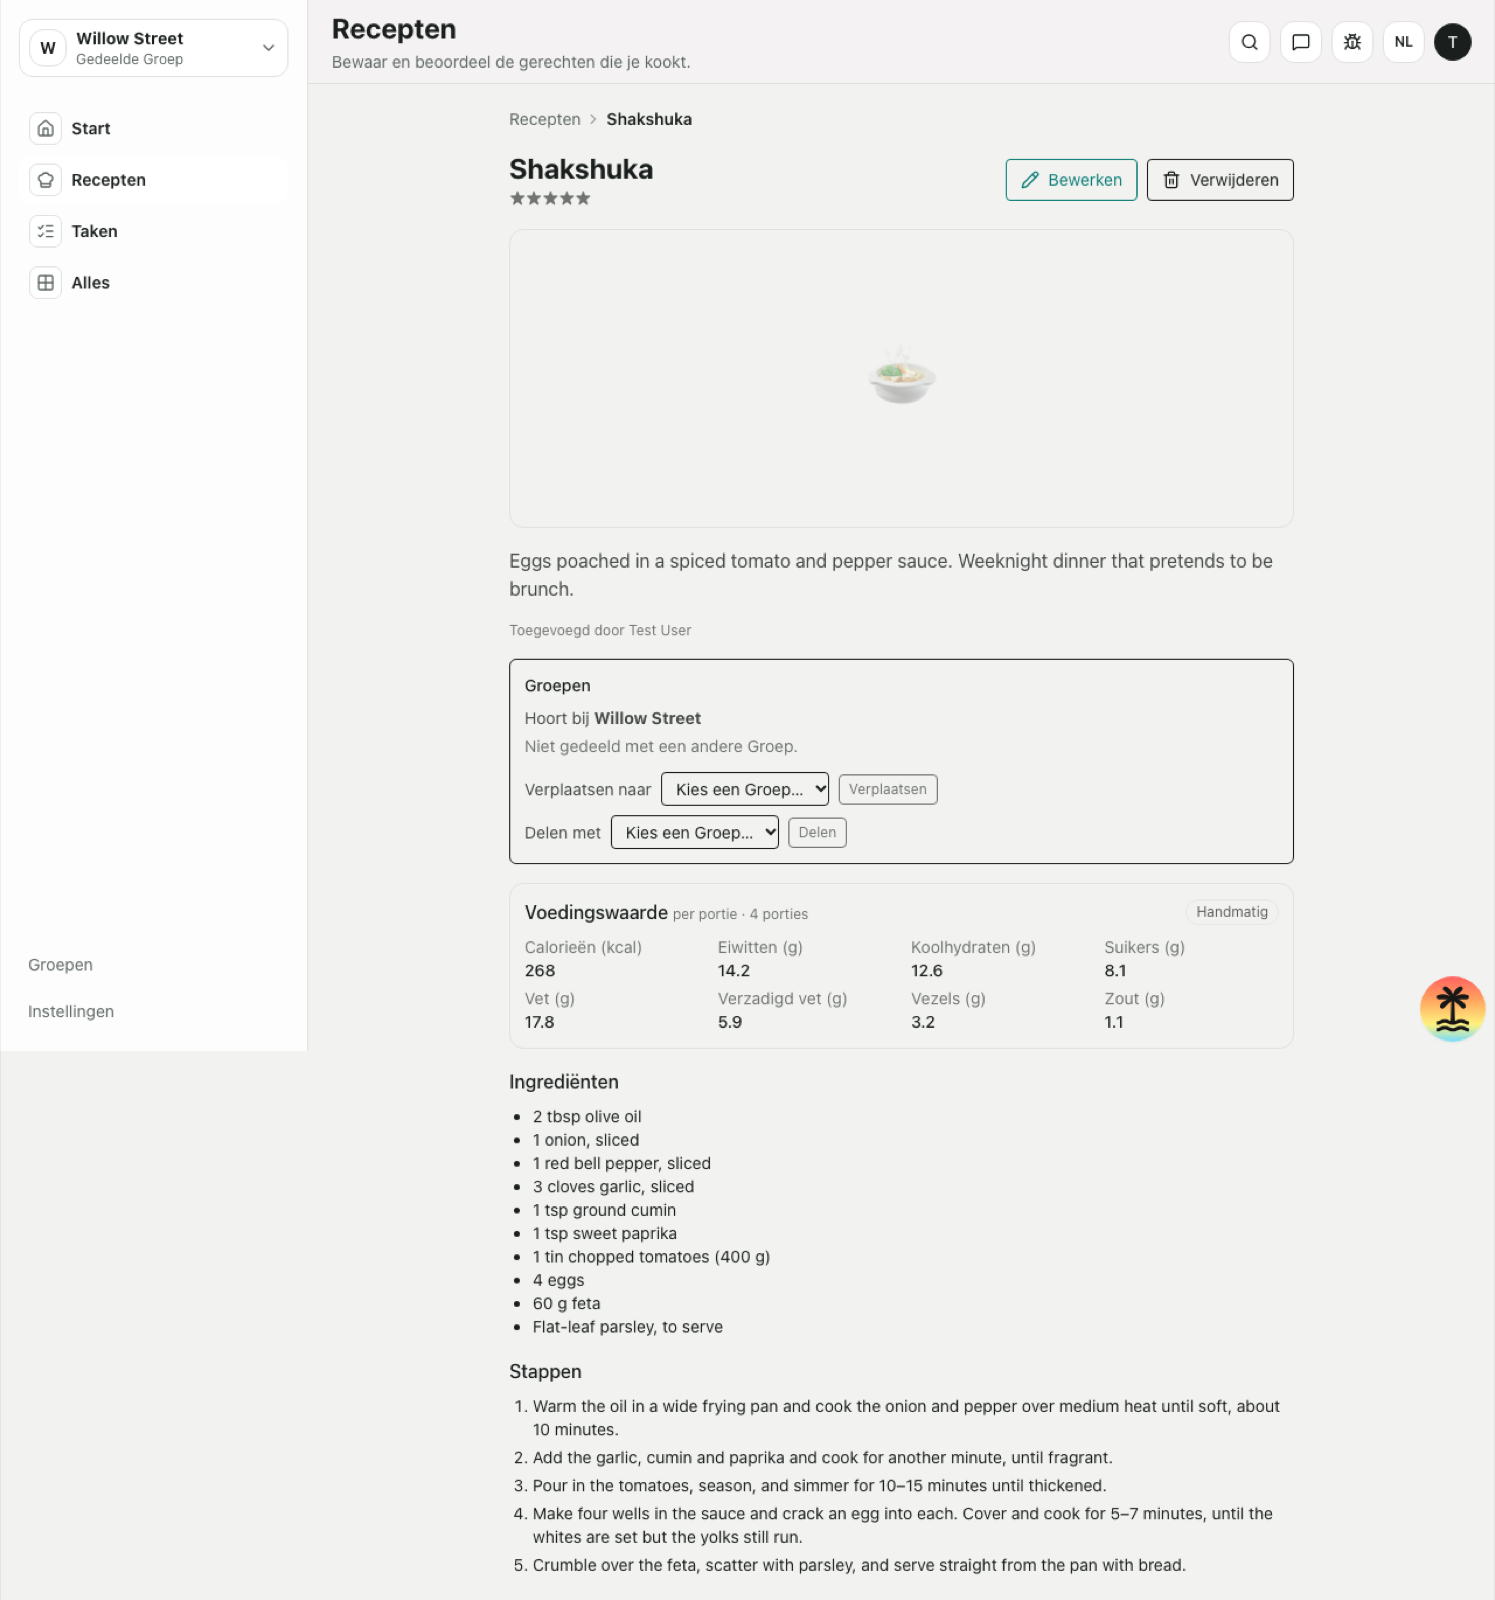 W
Willow Street
Gedeelde Groep
Start
Recepten
Taken
Alles
Groepen
Instellingen
Recepten
Bewaar en beoordeel de gerechten die je kookt.
NL
T
Recepten > Shakshuka
Shakshuka
★★★★★
Bewerken
Verwijderen
Eggs poached in a spiced tomato and pepper sauce. Weeknight dinner that pretends to be
brunch.
Toegevoegd door Test User
Groepen
Hoort bij Willow Street
Niet gedeeld met een andere Groep.
Verplaatsen naar Kies een Groep... Verplaatsen
Delen met Kies een Groep... Delen
Voedingswaarde per portie · 4 porties Handmatig
Calorieën (kcal) Eiwitten (g) Koolhydraten (g) Suikers (g)
268 14.2 12.6 8.1
Vet (g) Verzadigd vet (g) Vezels (g) Zout (g)
17.8 5.9 3.2 1.1
Ingrediënten
• 2 tbsp olive oil
• 1 onion, sliced
• 1 red bell pepper, sliced
• 3 cloves garlic, sliced
• 1 tsp ground cumin
• 1 tsp sweet paprika
• 1 tin chopped tomatoes (400 g)
• 4 eggs
• 60 g feta
• Flat-leaf parsley, to serve
Stappen
1. Warm the oil in a wide frying pan and cook the onion and pepper over medium heat until soft, about
10 minutes.
2. Add the garlic, cumin and paprika and cook for another minute, until fragrant.
3. Pour in the tomatoes, season, and simmer for 10–15 minutes until thickened.
4. Make four wells in the sauce and crack an egg into each. Cover and cook for 5–7 minutes, until the
whites are set but the yolks still run.
5. Crumble over the feta, scatter with parsley, and serve straight from the pan with bread.